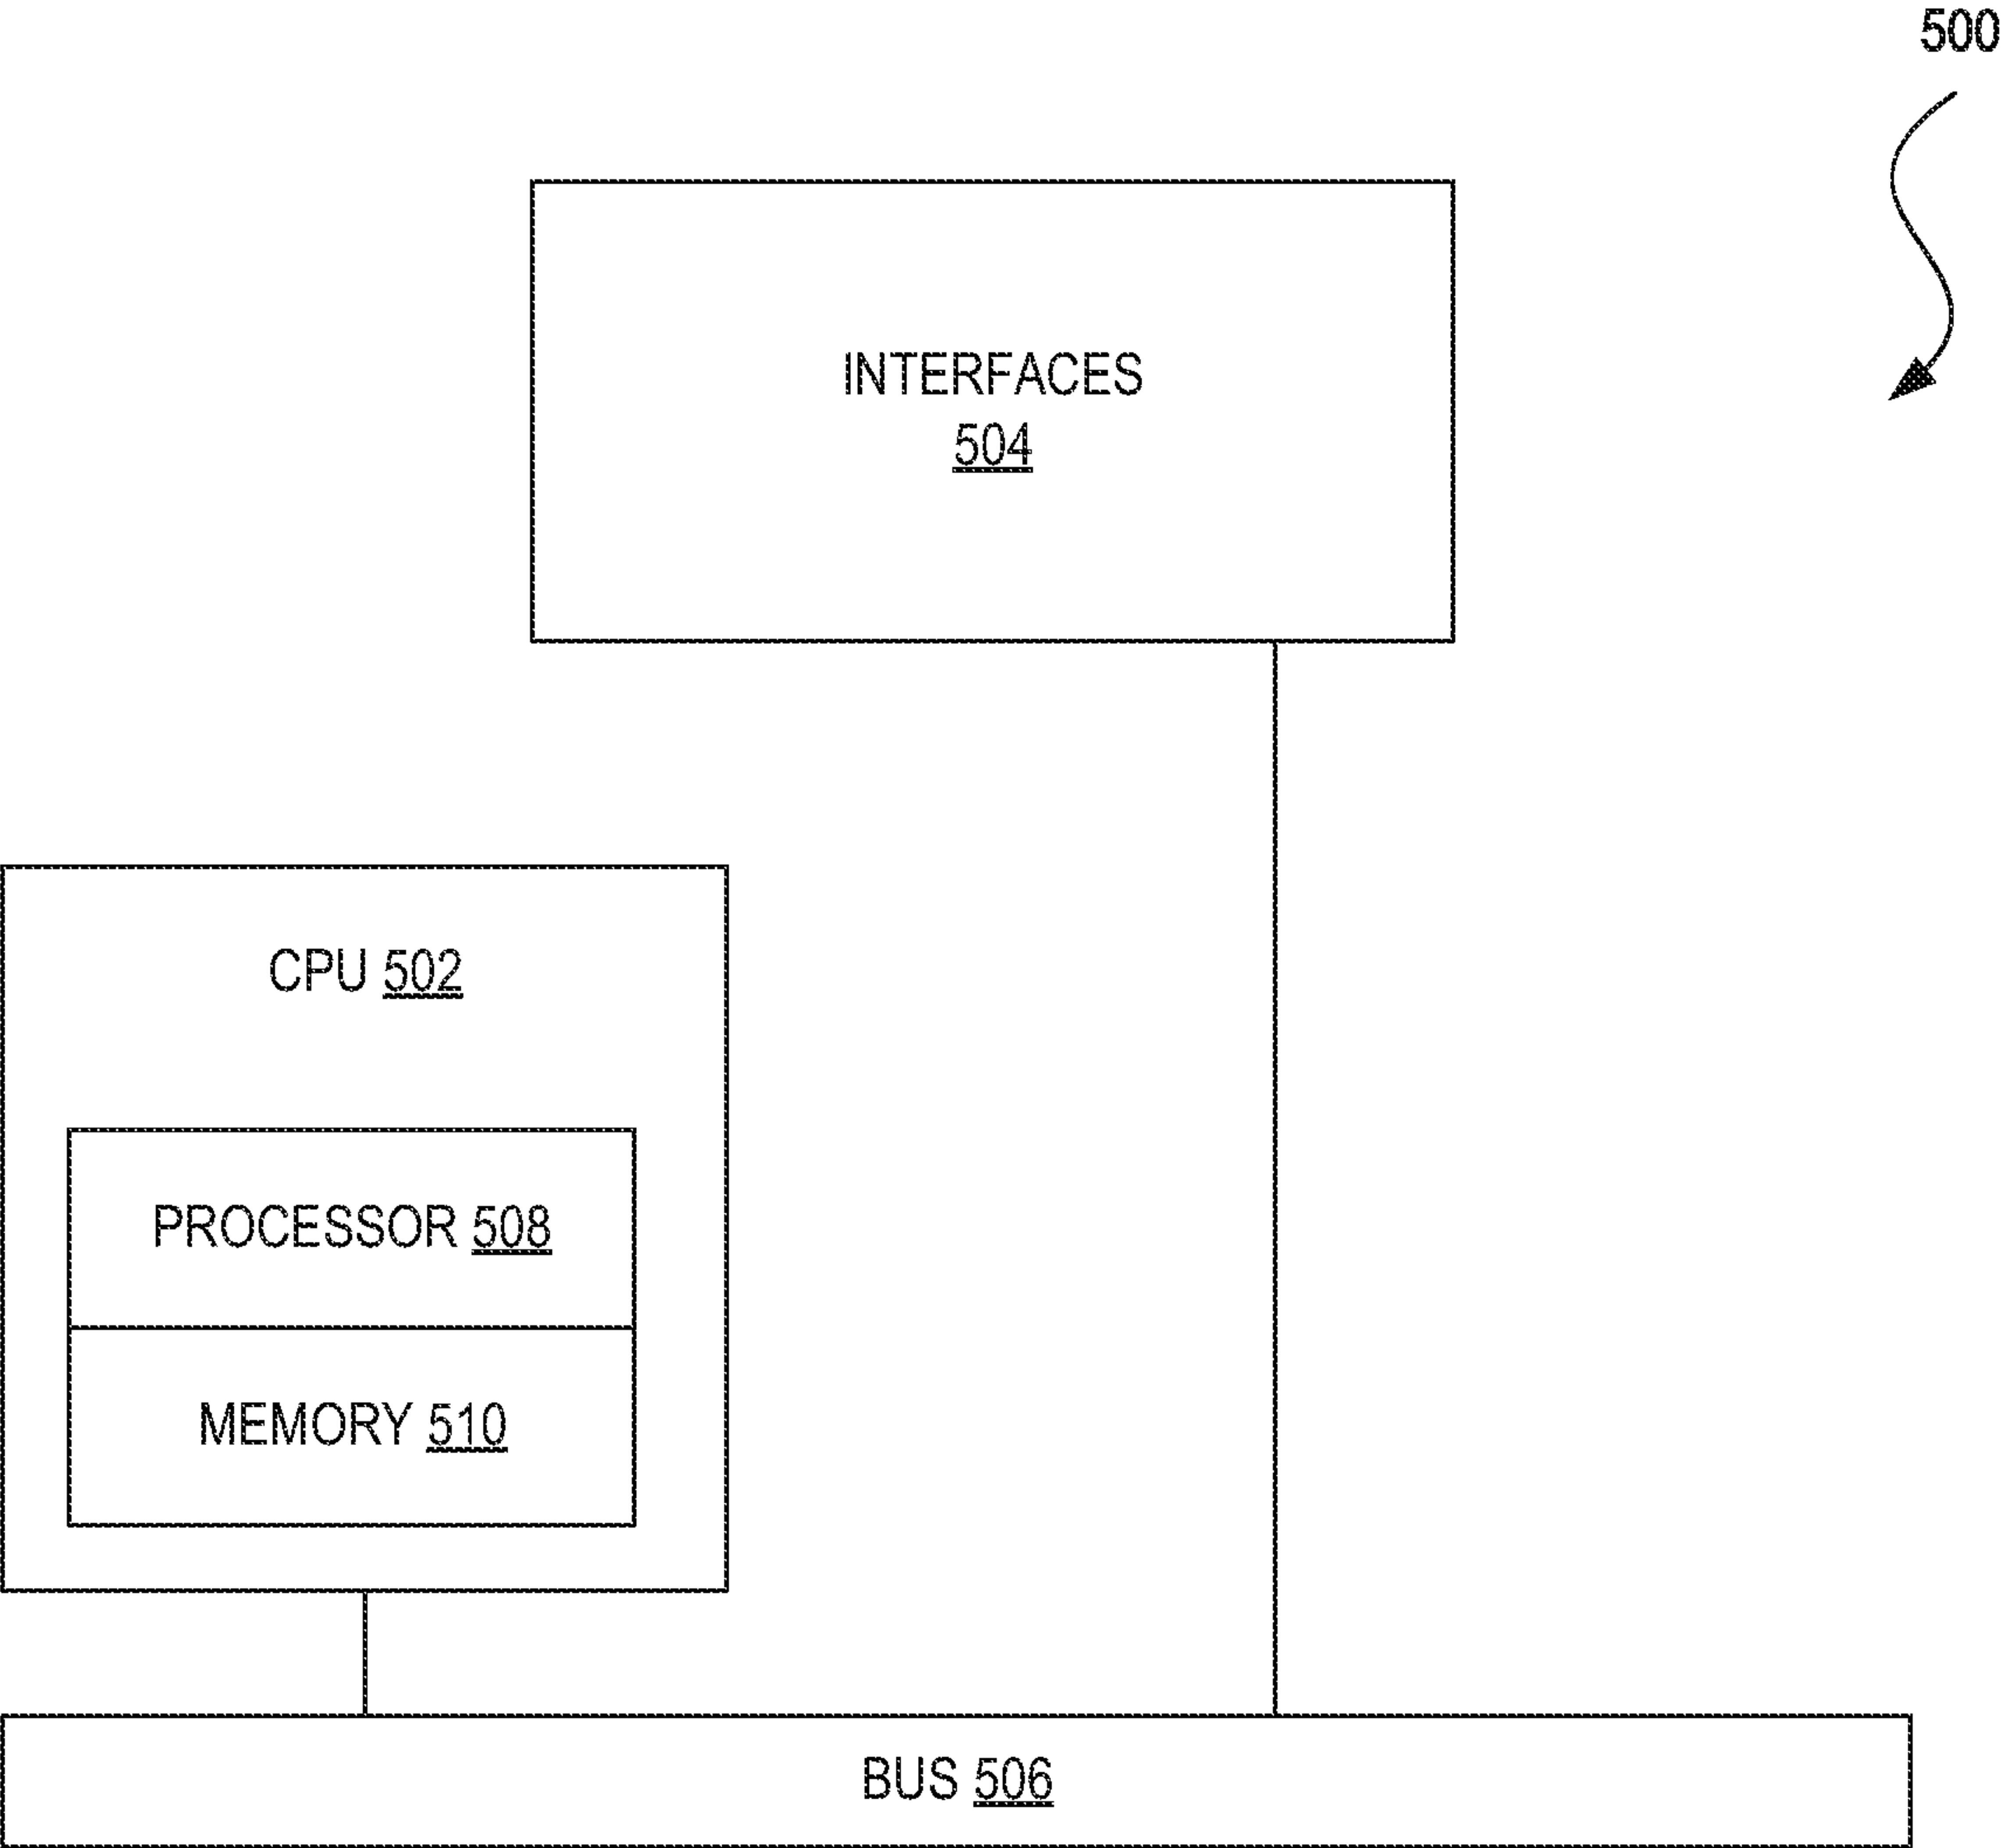 500
INTERFACES
504
CPU 502
PROCESSOR 508
MEMORY 510
BUS 506